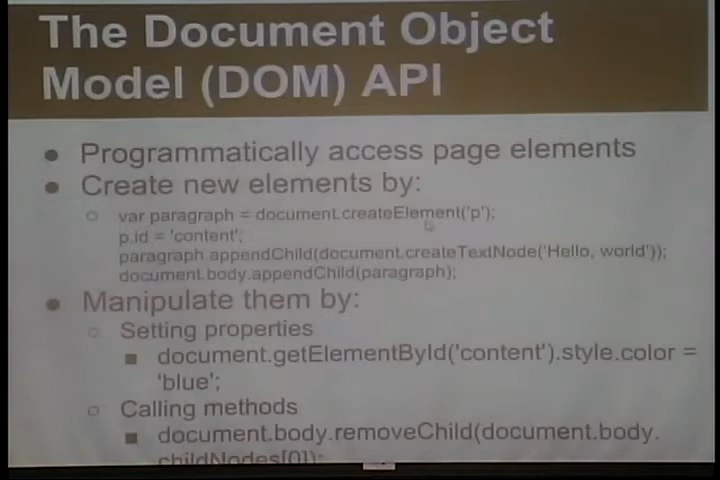 The Document Object
Model (DOM) API
Programmatically access page elements
Create new elements by:
var paragraph = document.createElement('p');
p.id = 'content';
paragraph.appendChild(document.createTextNode('Hello, world'));
document.body.appendChild(paragraph);
Manipulate them by:
Setting properties
document.getElementById('content').style.color =
'blue';
Calling methods
document.body.removeChild(document.body.
childNodes[0]);